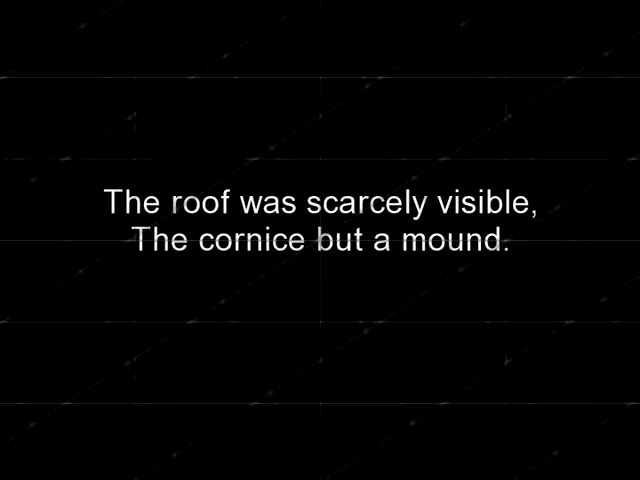 The roof was scarcely visible,
The cornice but a mound.